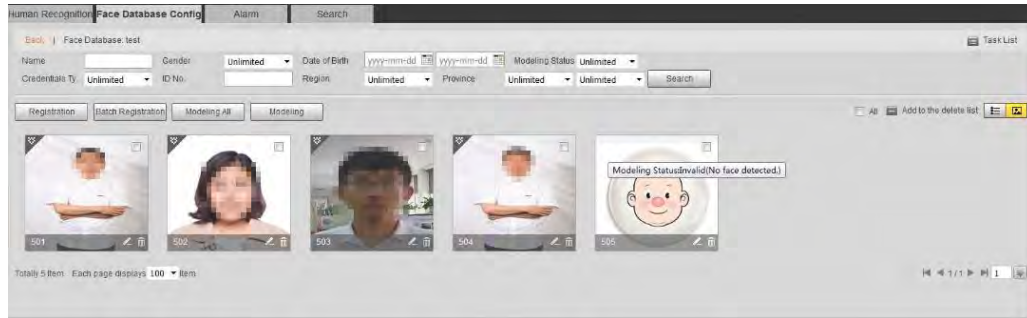 Human Recognition Face Database Config Alarm Search
Back | Face Database: test Task List
Name Gender Unlimited Date of Birth yyyy-mm-dd yyyy-mm-dd Modeling Status Unlimited
Credentials Ty. Unlimited ID No. Region Unlimited Province Unlimited Unlimited Search
Registration Batch Registration Modeling All Modeling All Add to the delete list
Modeling Status:Invalid(No face detected.)
501 502 503 504 505
Totally 5 Item Each page displays 100 Item 1/1 1